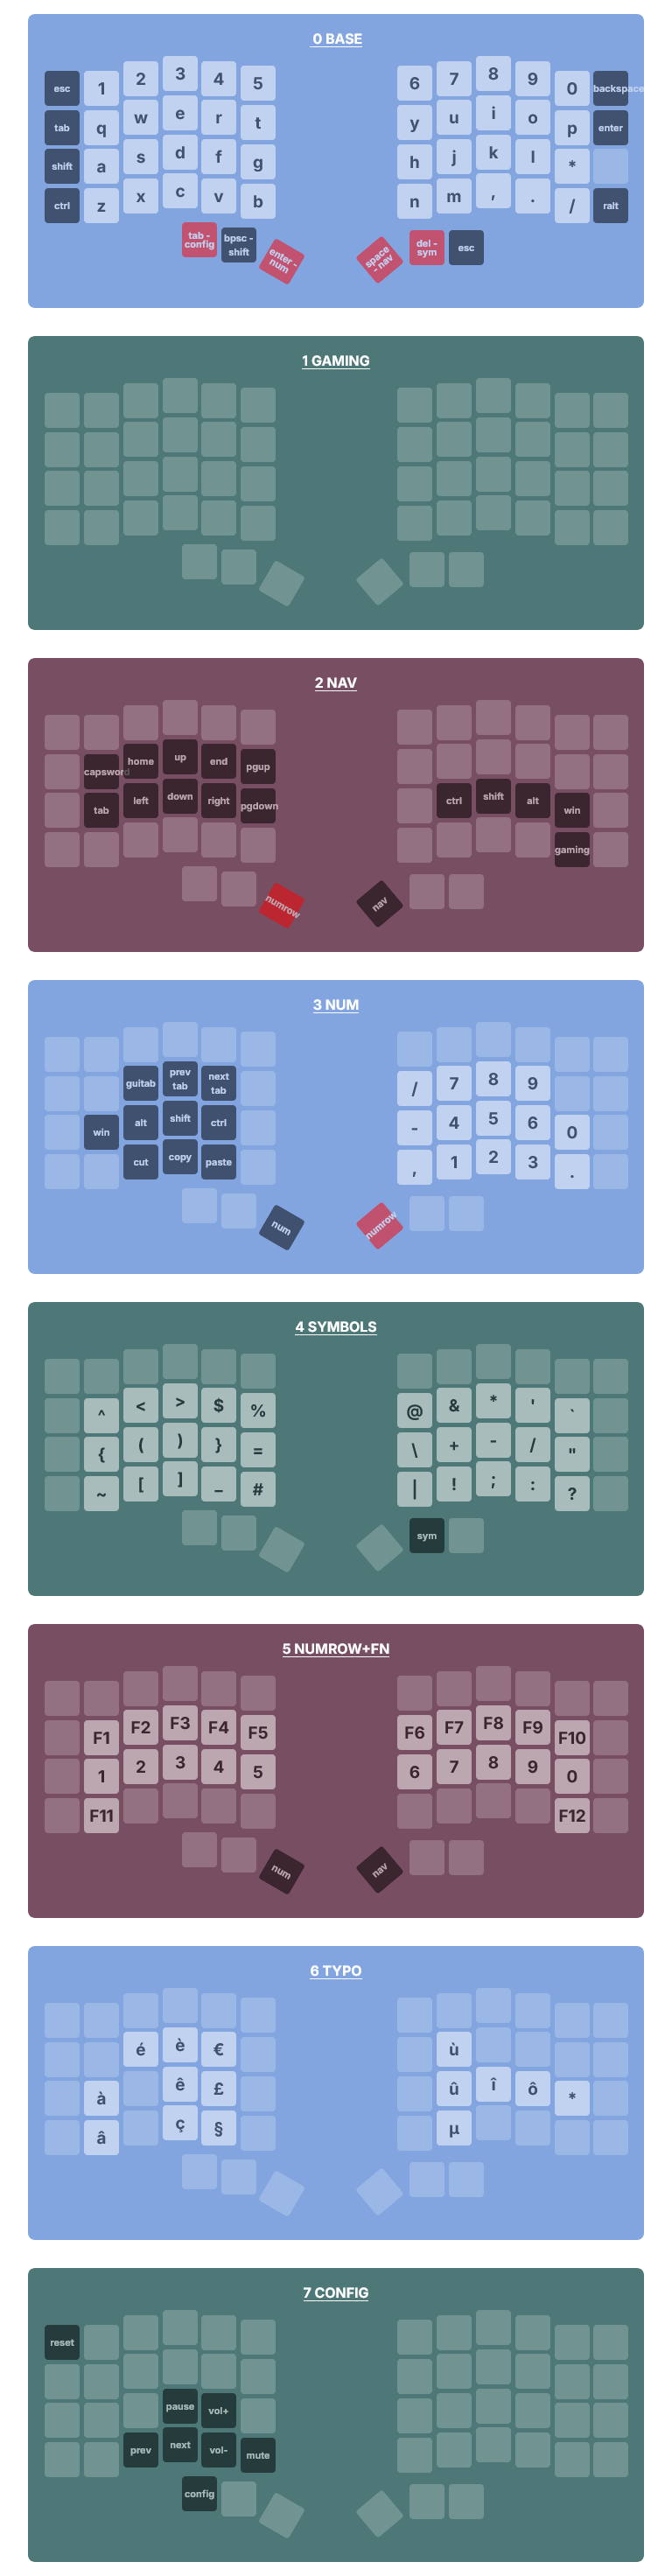 0 BASE
esc 1 2 3 4 5 6 7 8 9 0 backspace
tab q w e r t y u i o p enter
shift a s d f g h j k l *
ctrl z x c v b n m , . / ralt
tab - config bpsc - shift enter - num space - nav del - sym esc
1 GAMING
2 NAV
capsword home up end pgup
tab left down right pgdown ctrl shift alt win
gaming
numrow nav
3 NUM
guitab prev tab next tab / 7 8 9
win alt shift ctrl - 4 5 6 0
cut copy paste , 1 2 3 .
num numrow
4 SYMBOLS
^ < > $ % @ & * ' `
{ ( ) } = \ + - / "
~ [ ] _ # | ! ; : ?
sym
5 NUMROW+FN
F1 F2 F3 F4 F5 F6 F7 F8 F9 F10
1 2 3 4 5 6 7 8 9 0
F11 F12
num nav
6 TYPO
é è € ù
à ê £ û î ô *
â ç § µ
7 CONFIG
reset
pause vol+
prev next vol- mute
config